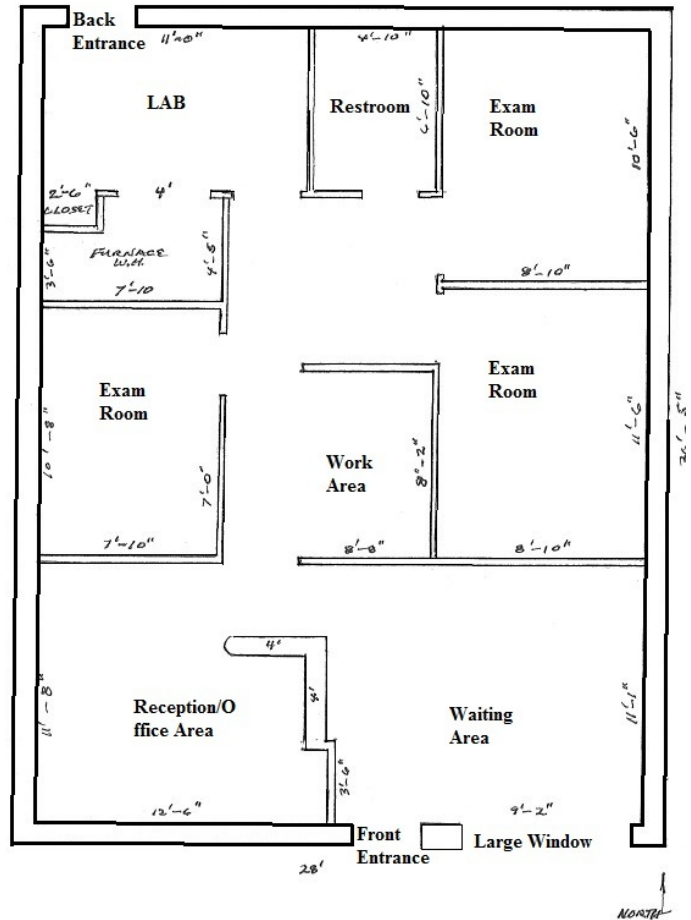 Back
Entrance
11'-0"
4'-10"
LAB
Restroom
6'-10"
Exam
Room
10'-6"
2'-6"
4'
CLOSET
FURNACE
W.H.
3'-6"
4'-8"
7'-10
8'-10"
Exam
Room
Exam
Room
11'-6"
10'-8"
Work
Area
8'-2"
7'-0"
7'-10"
8'-8"
8'-10"
4'
4'
Reception/O
ffice Area
Waiting
Area
11'-8"
11'-1"
3'-6"
12'-6"
9'-2"
Front
Entrance
Large Window
28'
NORTH